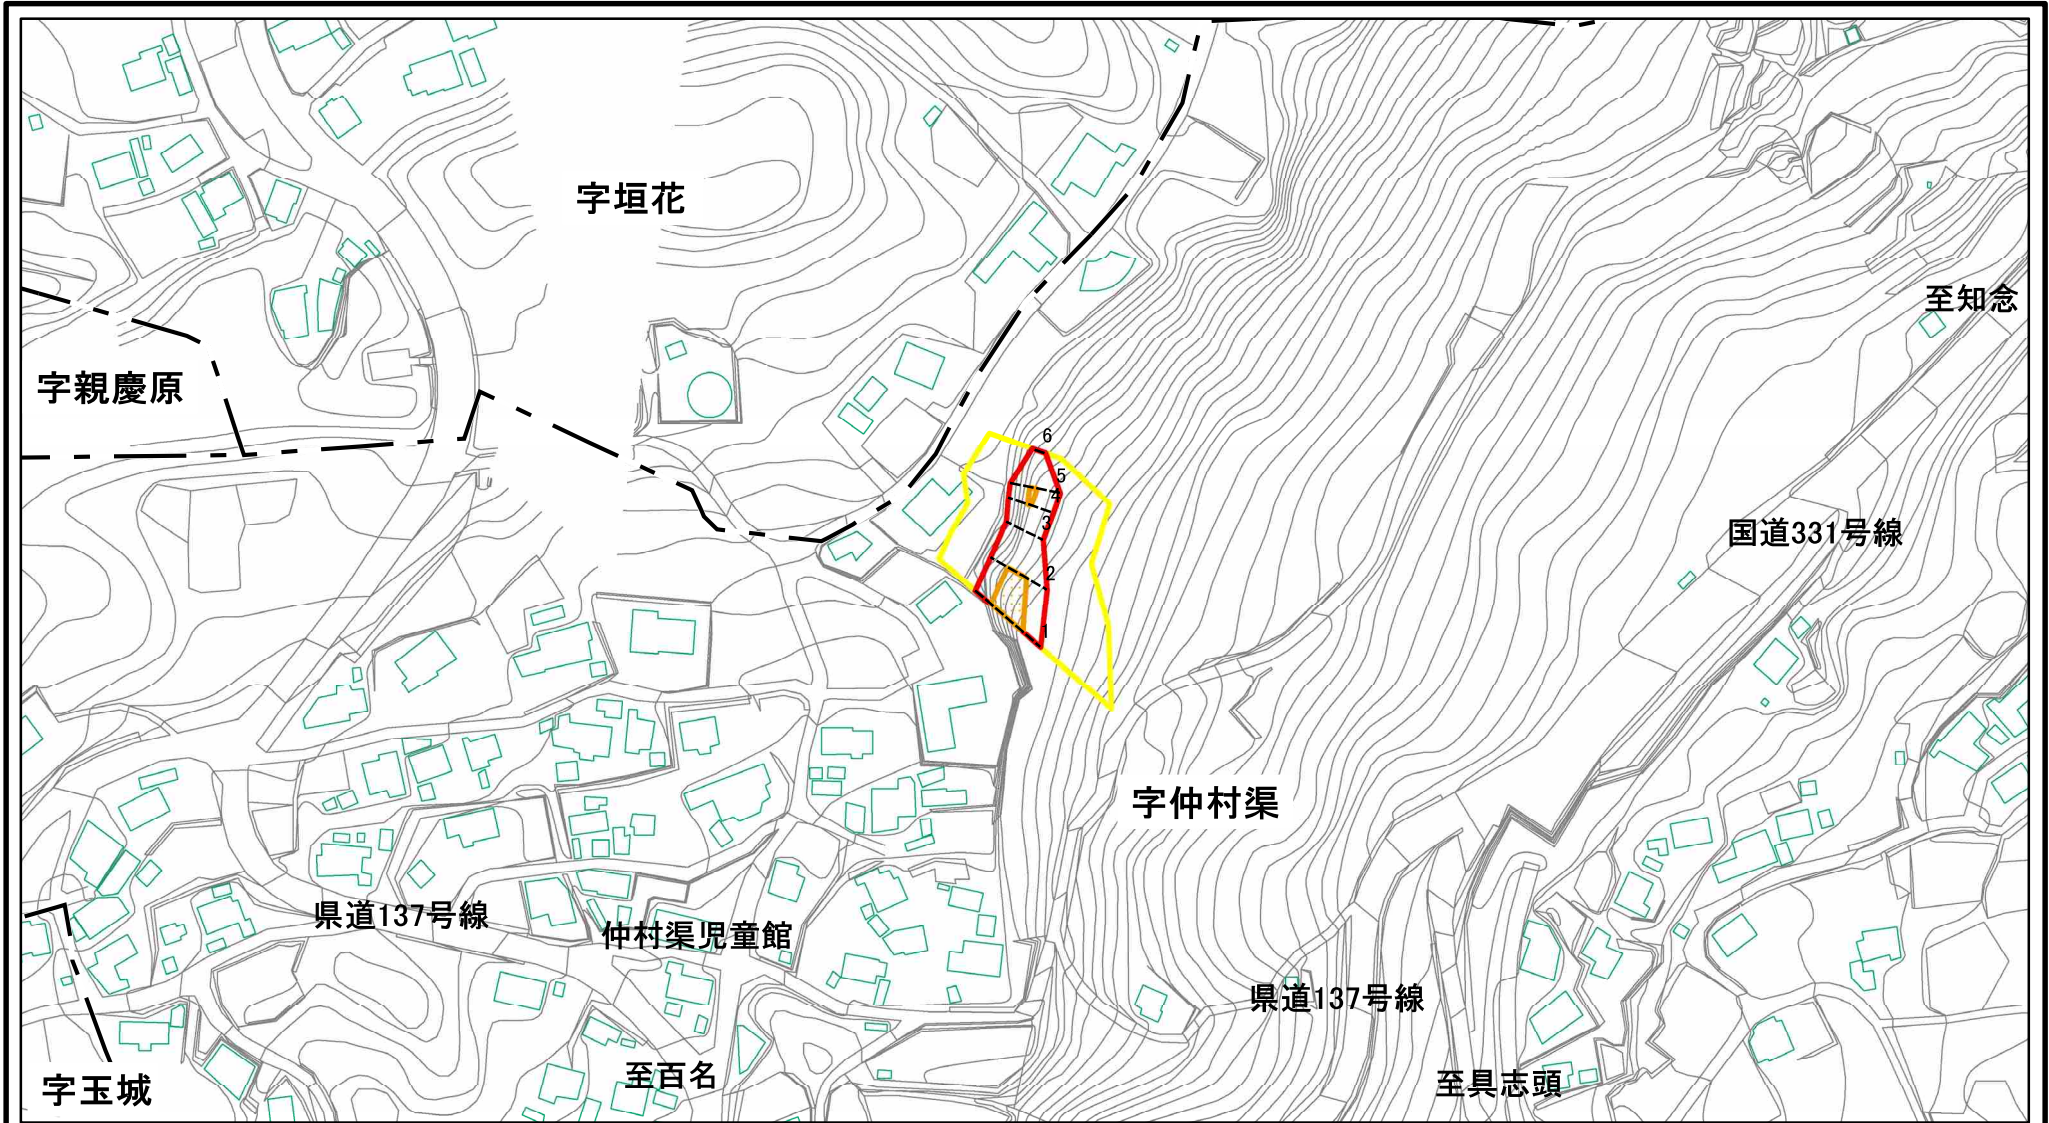 字垣花
至知念
字親慶原
6
5
4
3
国道331号線
2
1
字仲村渠
県道137号線
仲村渠児童館
県道137号線
至百名
至具志頭
字玉城